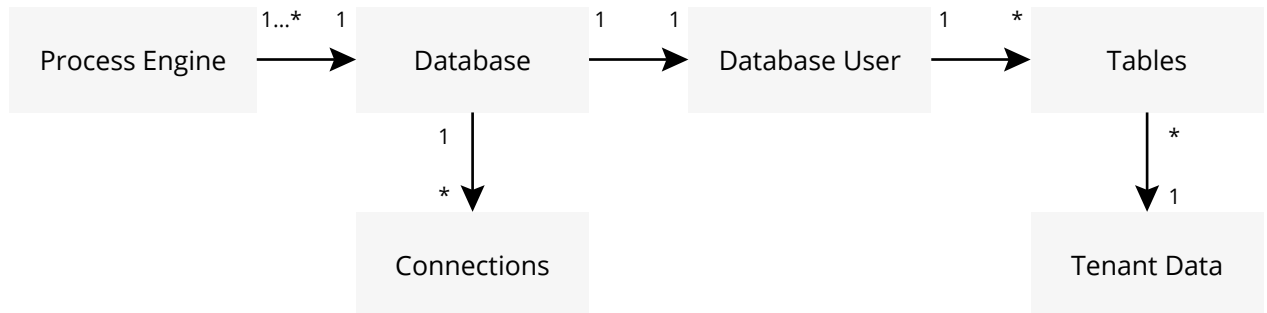 1...* 1 1 1 1 *
Process Engine Database Database User Tables
1 *
* 1
Connections Tenant Data